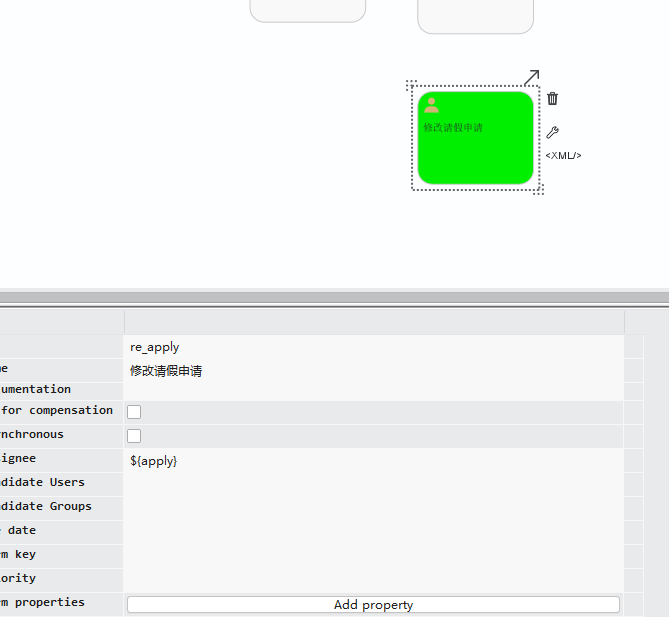 修改请假申请
<XML/>
re_apply
ne
修改请假申请
umentation
for compensation
nchronous
ignee
${apply}
didate Users
didate Groups
date
m key
ority
m properties
Add property